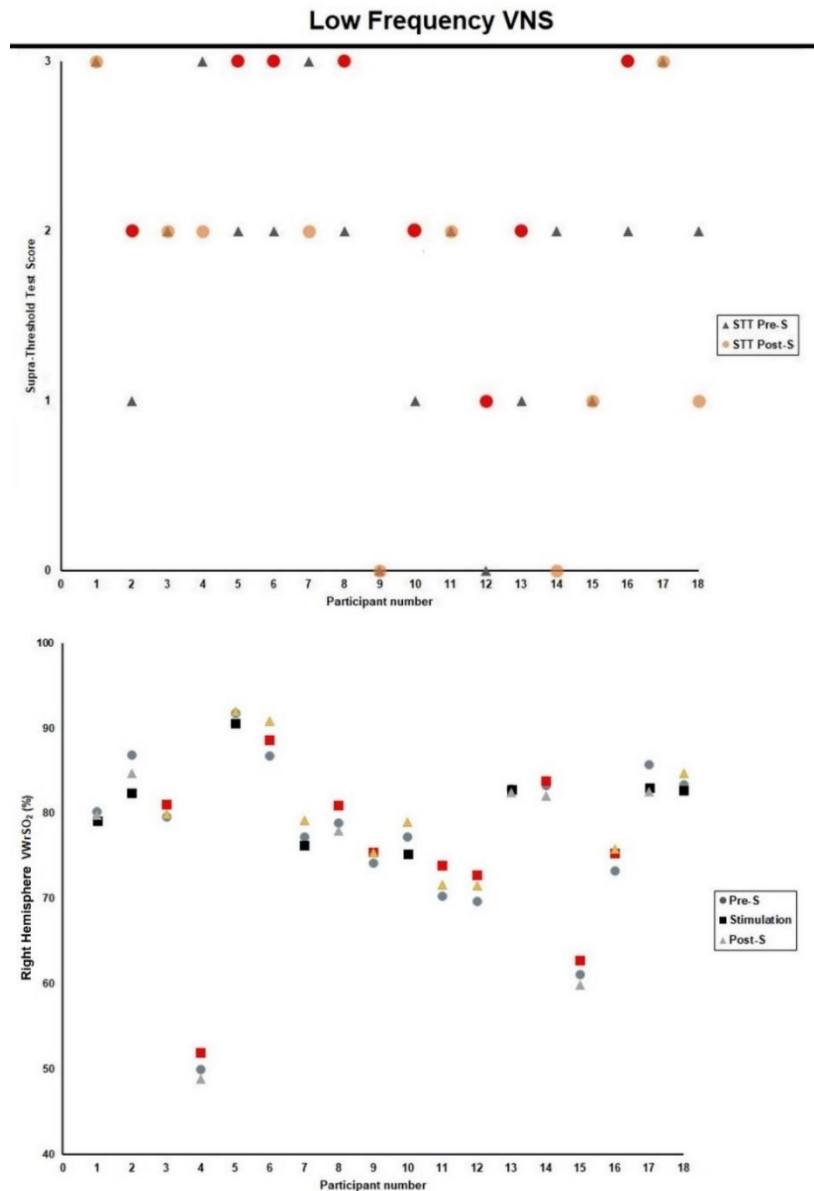 Low Frequency VNS
3
2
1
0
Supra-Threshold Test Score
0 1 2 3 4 5 6 7 8 9 10 11 12 13 14 15 16 17 18
Participant number
STT Pre-S
STT Post-S
100
90
80
70
60
50
40
Right Hemisphere VWrSO₂ (%)
0 1 2 3 4 5 6 7 8 9 10 11 12 13 14 15 16 17 18
Participant number
Pre-S
Stimulation
Post-S